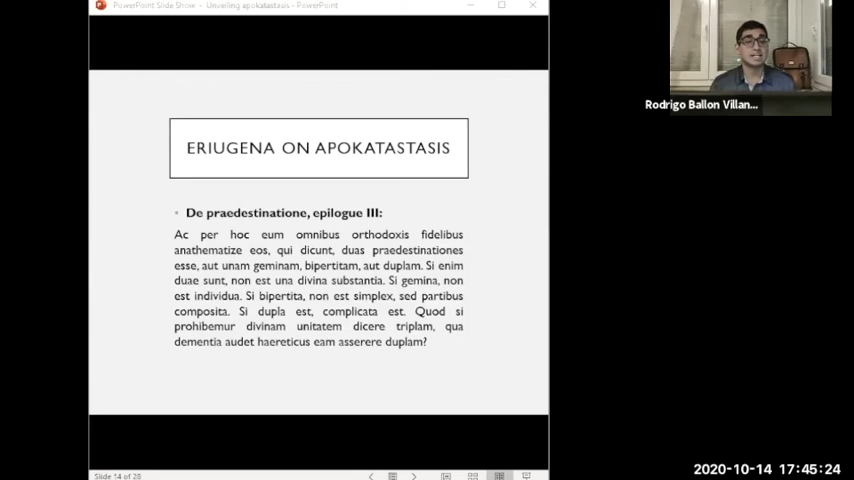 PowerPoint Slide Show - Unveiling apokatastasis - PowerPoint
ERIUGENA ON APOKATASTASIS
• De praedestinatione, epilogue III:
Ac per hoc eum omnibus orthodoxis fidelibus
anathematize eos, qui dicunt, duas praedestinationes
esse, aut unam geminam, bipertitam, aut duplam. Si enim
duae sunt, non est una divina substantia. Si gemina, non
est individua. Si bipertita, non est simplex, sed partibus
composita. Si dupla est, complicata est. Quod si
prohibemur divinam unitatem dicere triplam, qua
dementia audet haereticus eam asserere duplam?
Rodrigo Ballon Villan...
Slide 14 of 28
2020-10-14 17:45:24